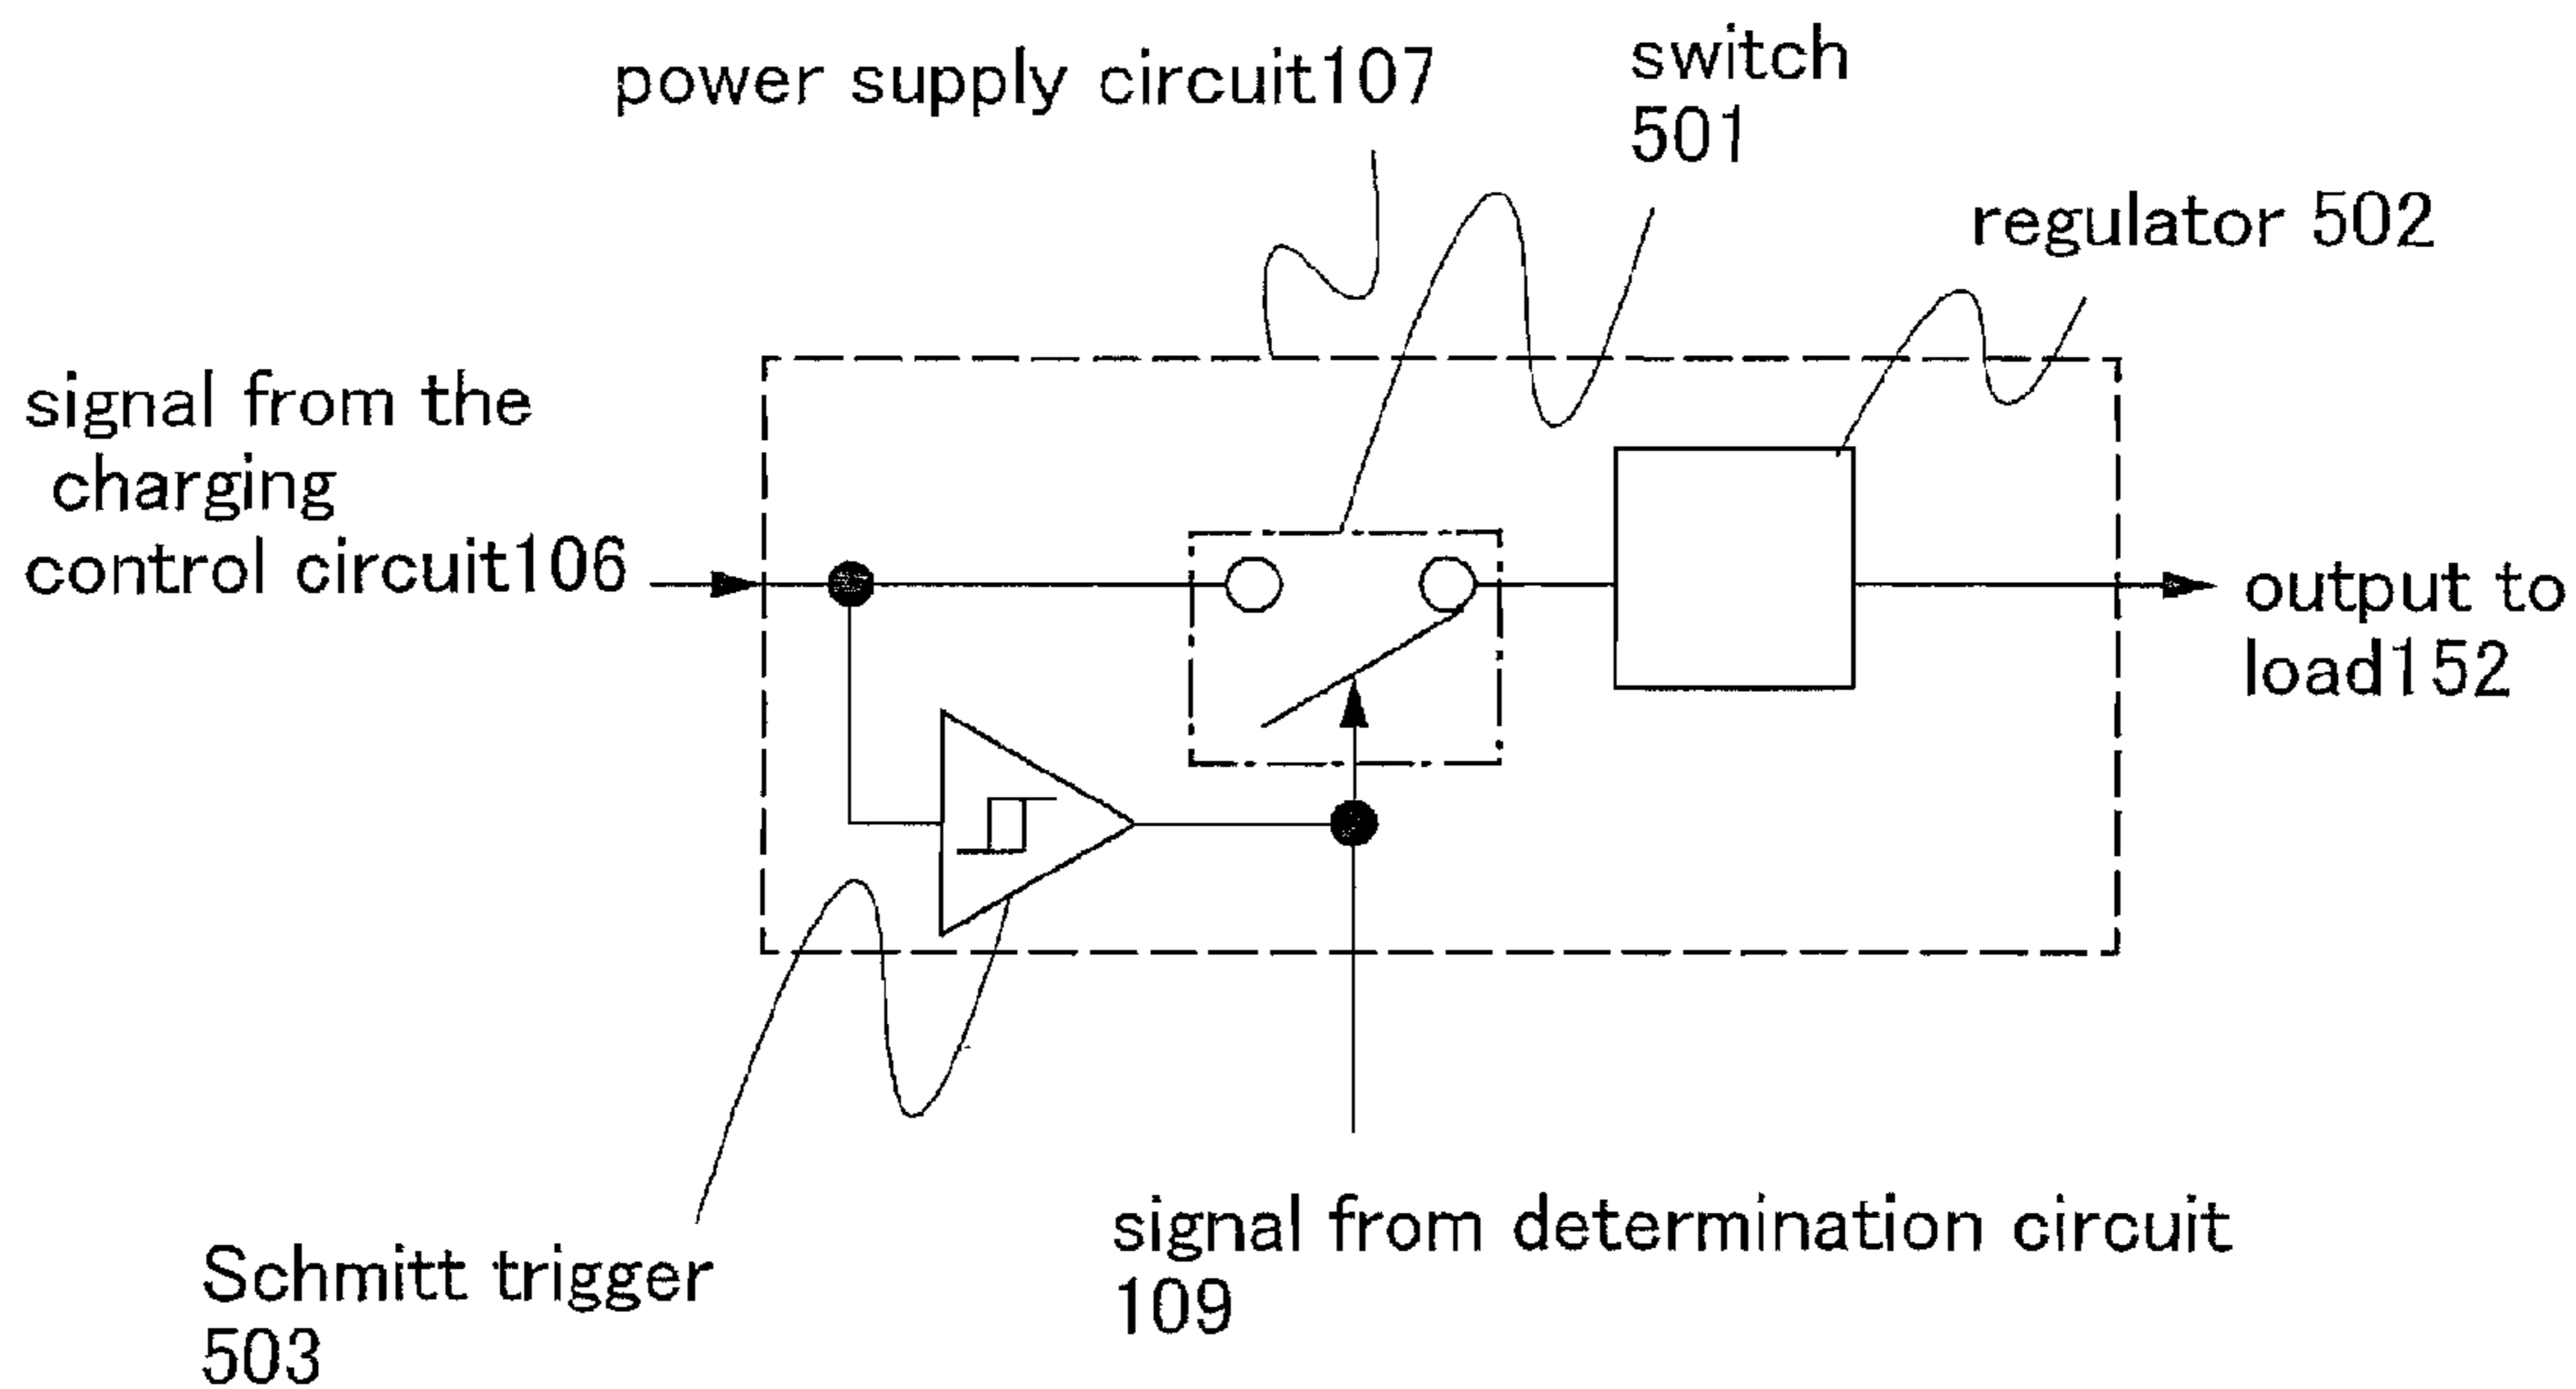 power supply circuit107
switch
501
regulator 502
signal from the
charging
control circuit106
output to
load152
Schmitt trigger
503
signal from determination circuit
109